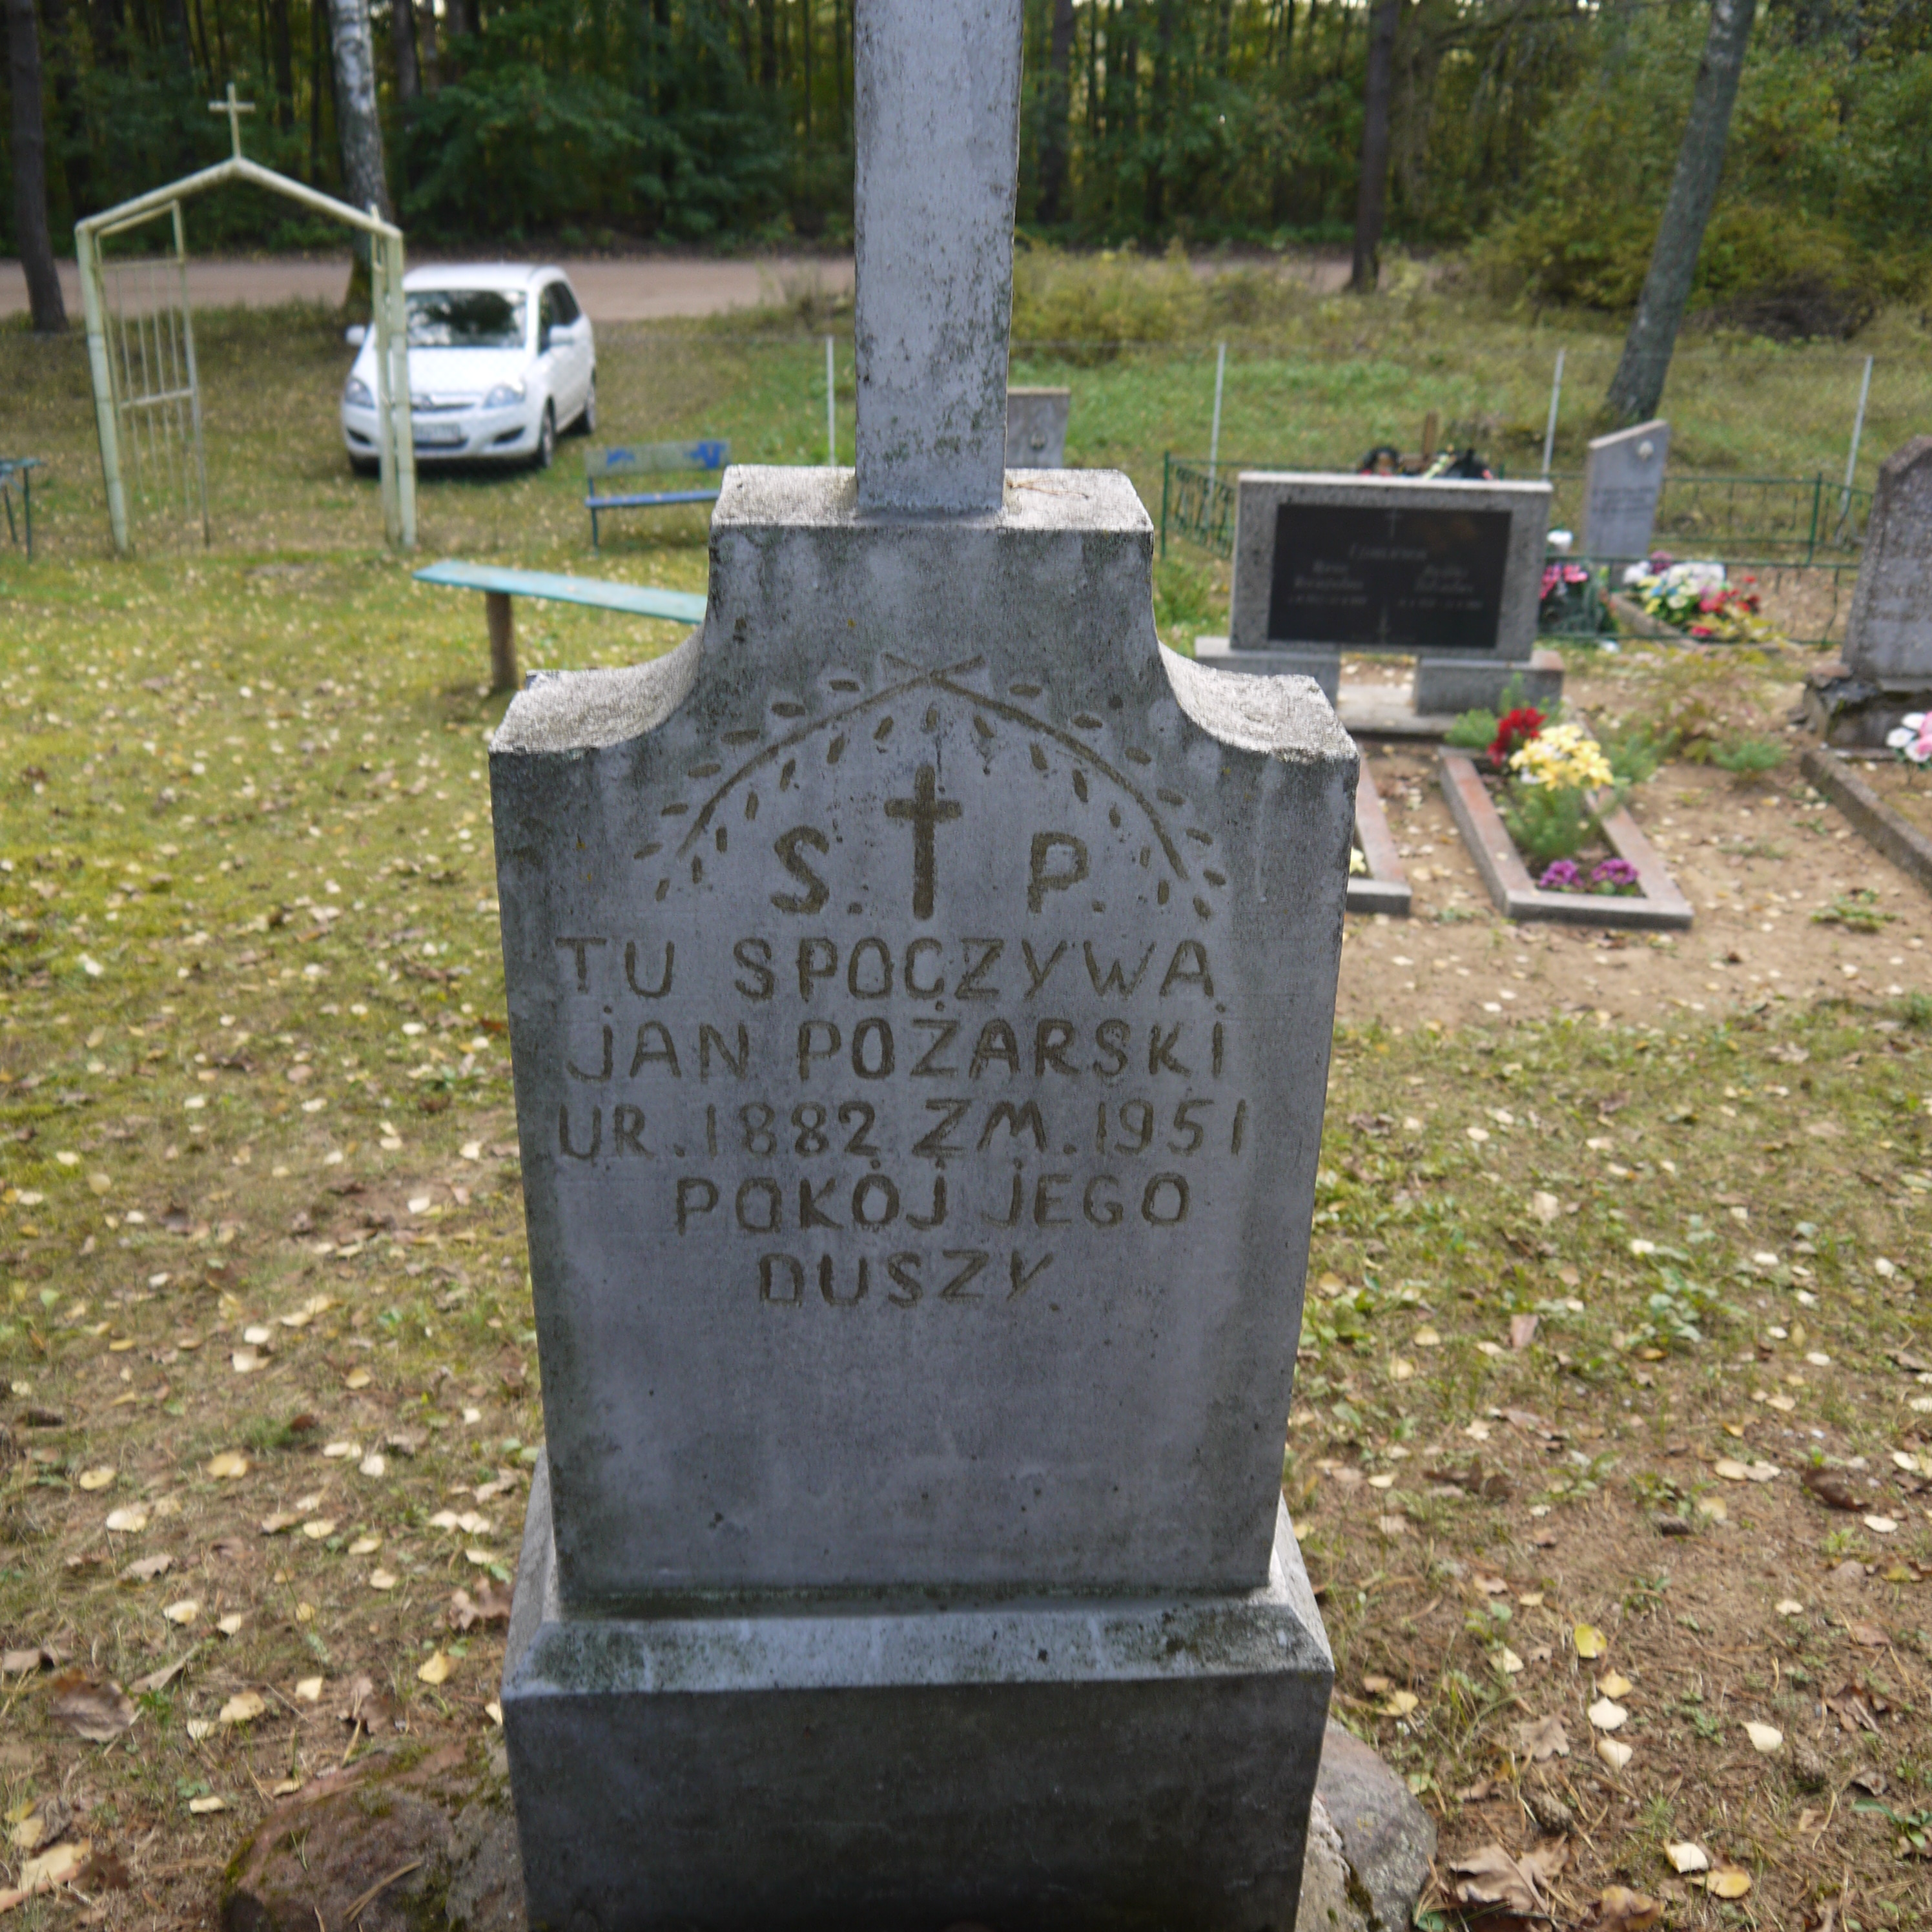 S. P.
TU SPOCZYWA
JAN POŻARSKI
UR. 1882 ZM. 1951
POKÓJ JEGO
DUSZY.